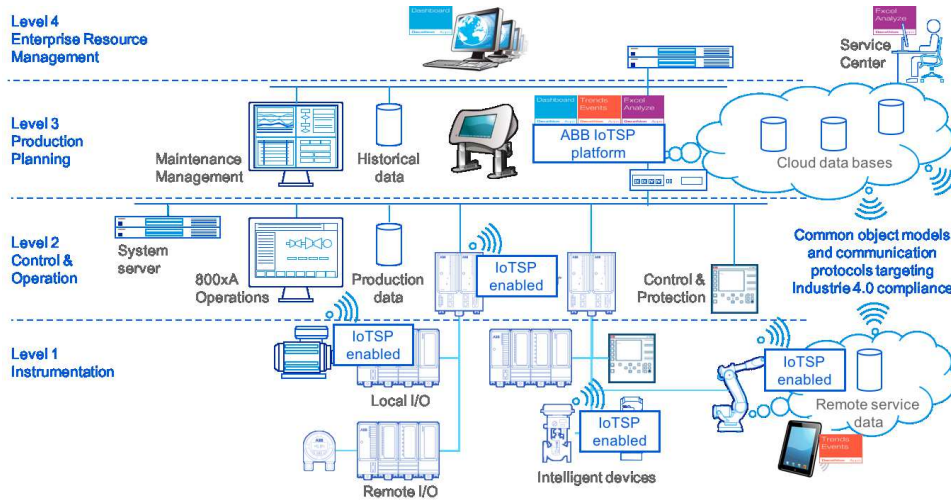 Level 4
Enterprise Resource
Management
Dashboard
Excel
Analyze
Service
Center
Level 3
Production
Planning
Maintenance
Management
Historical
data
Dashboard
Trends
Events
Excel
Analyze
ABB IoTSP
platform
Cloud data bases
Level 2
Control &
Operation
System
server
800xA
Operations
Production
data
IoTSP
enabled
Control &
Protection
Common object models
and communication
protocols targeting
Industrie 4.0 compliance
Level 1
Instrumentation
IoTSP
enabled
Local I/O
Remote I/O
IoTSP
enabled
Intelligent devices
IoTSP
enabled
Remote service
data
Trends
Events